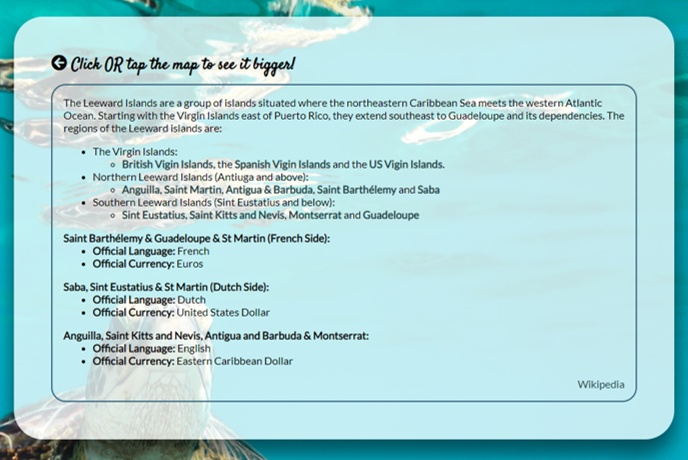 Click OR tap the map to see it bigger!
The Leeward Islands are a group of islands situated where the northeastern Caribbean Sea meets the western Atlantic
Ocean. Starting with the Virgin Islands east of Puerto Rico, they extend southeast to Guadeloupe and its dependencies. The
regions of the Leeward islands are:
• The Virgin Islands:
◦ British Vigin Islands, the Spanish Vigin Islands and the US Vigin Islands.
• Northern Leeward Islands (Antiuga and above):
◦ Anguilla, Saint Martin, Antigua & Barbuda, Saint Barthélemy and Saba
• Southern Leeward Islands (Sint Eustatius and below):
◦ Sint Eustatius, Saint Kitts and Nevis, Montserrat and Guadeloupe
Saint Barthélemy & Guadeloupe & St Martin (French Side):
• Official Language: French
• Official Currency: Euros
Saba, Sint Eustatius & St Martin (Dutch Side):
• Official Language: Dutch
• Official Currency: United States Dollar
Anguilla, Saint Kitts and Nevis, Antigua and Barbuda & Montserrat:
• Official Language: English
• Official Currency: Eastern Caribbean Dollar
Wikipedia